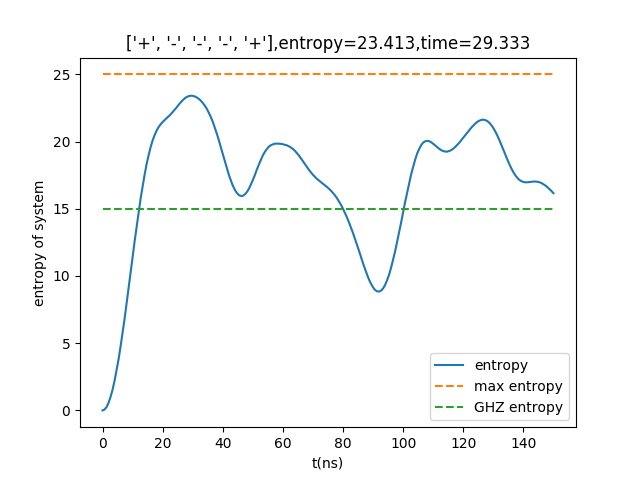 ['+', '-', '-', '-', '+'],entropy=23.413,time=29.333
25
20
15
10
5
0
entropy of system
0 20 40 60 80 100 120 140
t(ns)
entropy
max entropy
GHZ entropy